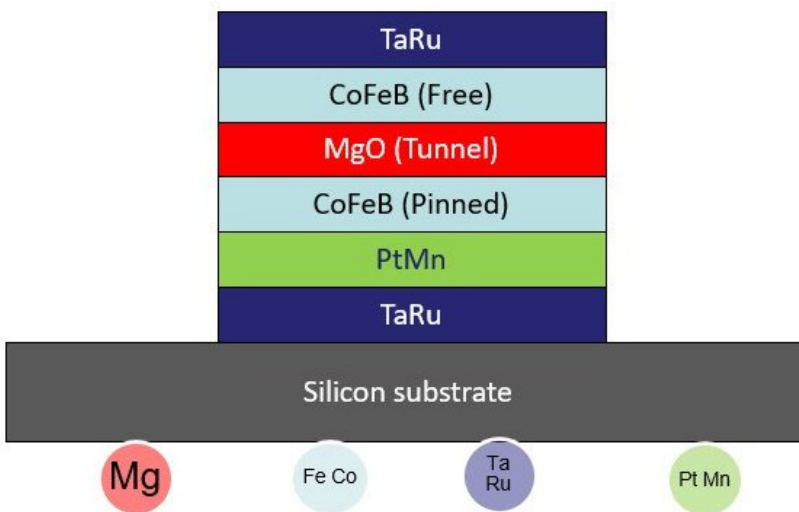 TaRu
CoFeB (Free)
MgO (Tunnel)
CoFeB (Pinned)
PtMn
TaRu
Silicon substrate
Mg
Fe Co
Ta
Ru
Pt Mn